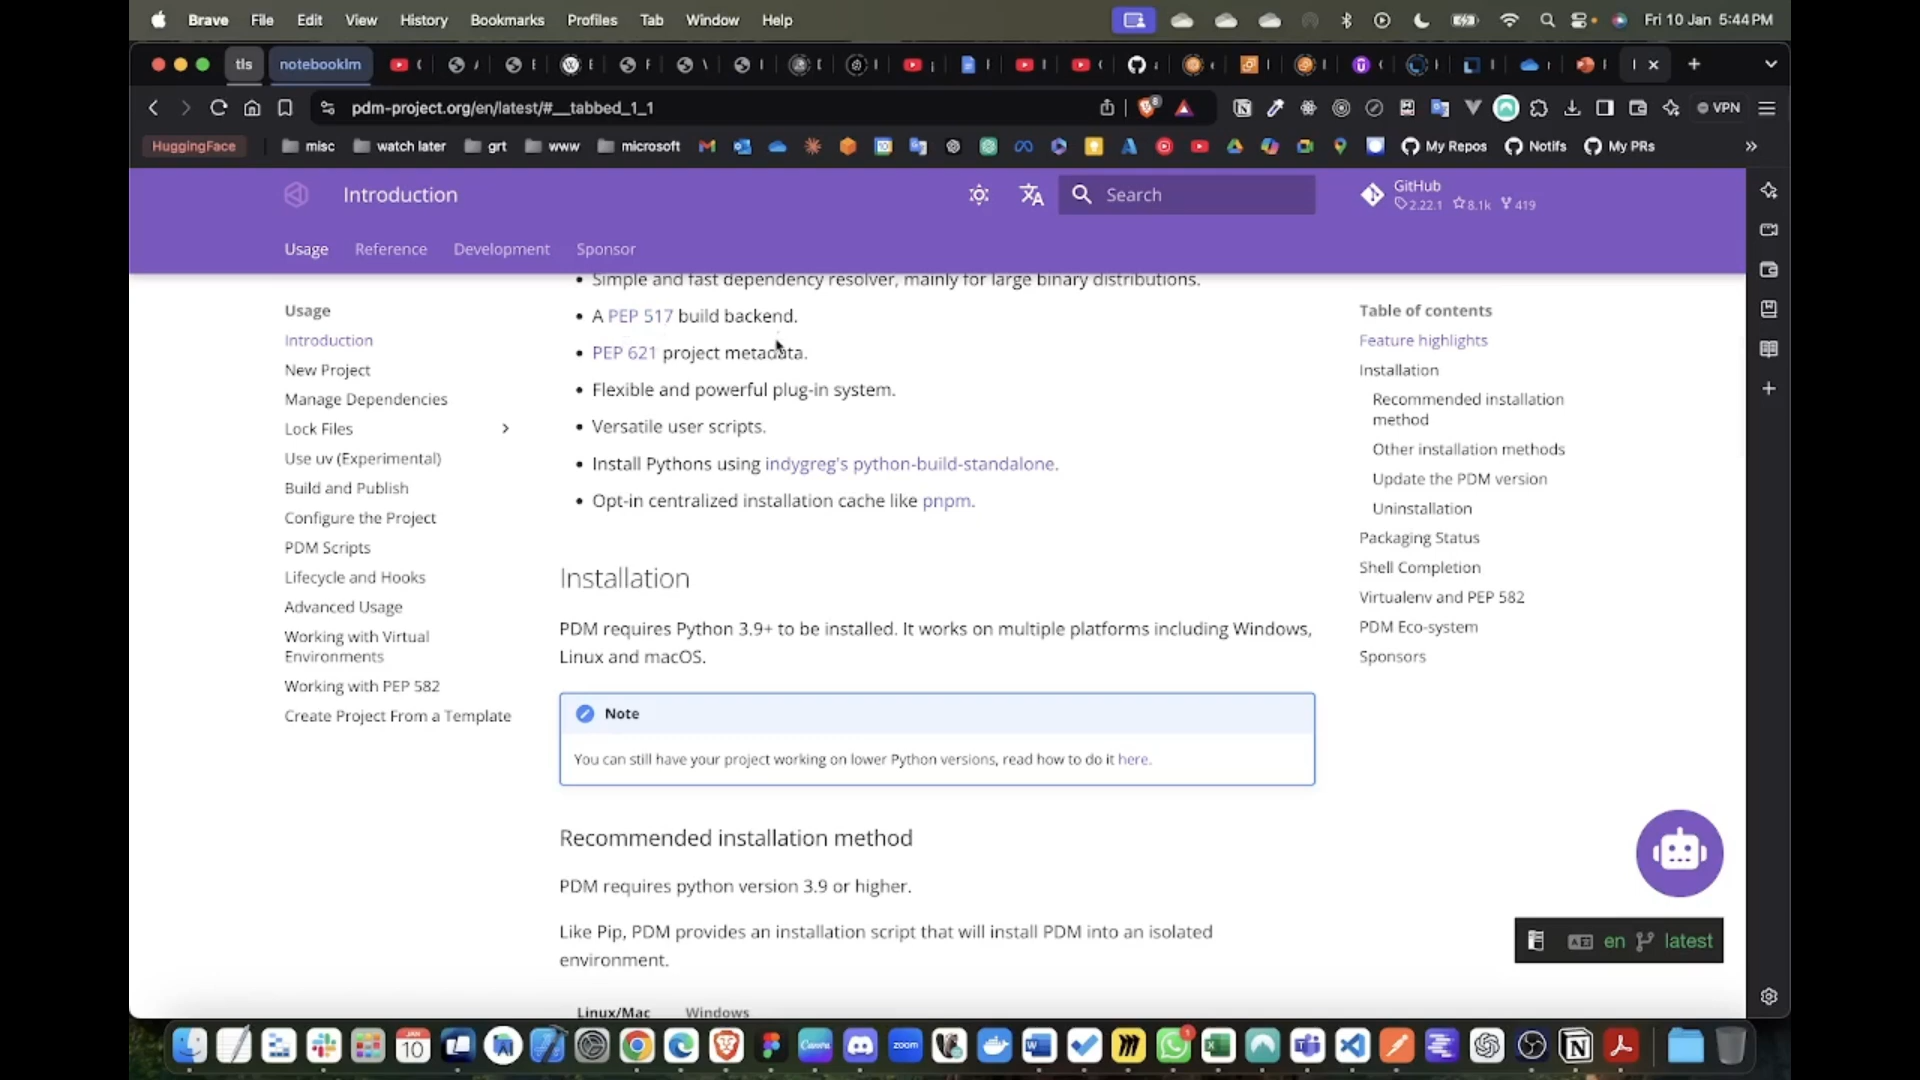 Brave File Edit View History Bookmarks Profiles Tab Window Help Fri 10 Jan 5:44 PM
tls notebooklm
pdm-project.org/en/latest/#__tabbed_1_1 VPN
HuggingFace misc watch later grt www microsoft My Repos Notifs My PRs
Introduction
Search
GitHub
2.22.1 8.1k 419
Usage Reference Development Sponsor
Usage
Introduction
New Project
Manage Dependencies
Lock Files
Use uv (Experimental)
Build and Publish
Configure the Project
PDM Scripts
Lifecycle and Hooks
Advanced Usage
Working with Virtual
Environments
Working with PEP 582
Create Project From a Template
• Simple and fast dependency resolver, mainly for large binary distributions.
• A PEP 517 build backend.
• PEP 621 project metadata.
• Flexible and powerful plug-in system.
• Versatile user scripts.
• Install Pythons using indygreg's python-build-standalone.
• Opt-in centralized installation cache like pnpm.
Installation
PDM requires Python 3.9+ to be installed. It works on multiple platforms including Windows,
Linux and macOS.
Note
You can still have your project working on lower Python versions, read how to do it here.
Recommended installation method
PDM requires python version 3.9 or higher.
Like Pip, PDM provides an installation script that will install PDM into an isolated
environment.
Linux/Mac Windows
Table of contents
Feature highlights
Installation
Recommended installation
method
Other installation methods
Update the PDM version
Uninstallation
Packaging Status
Shell Completion
Virtualenv and PEP 582
PDM Eco-system
Sponsors
en latest
JAN
10
Canva
zoom